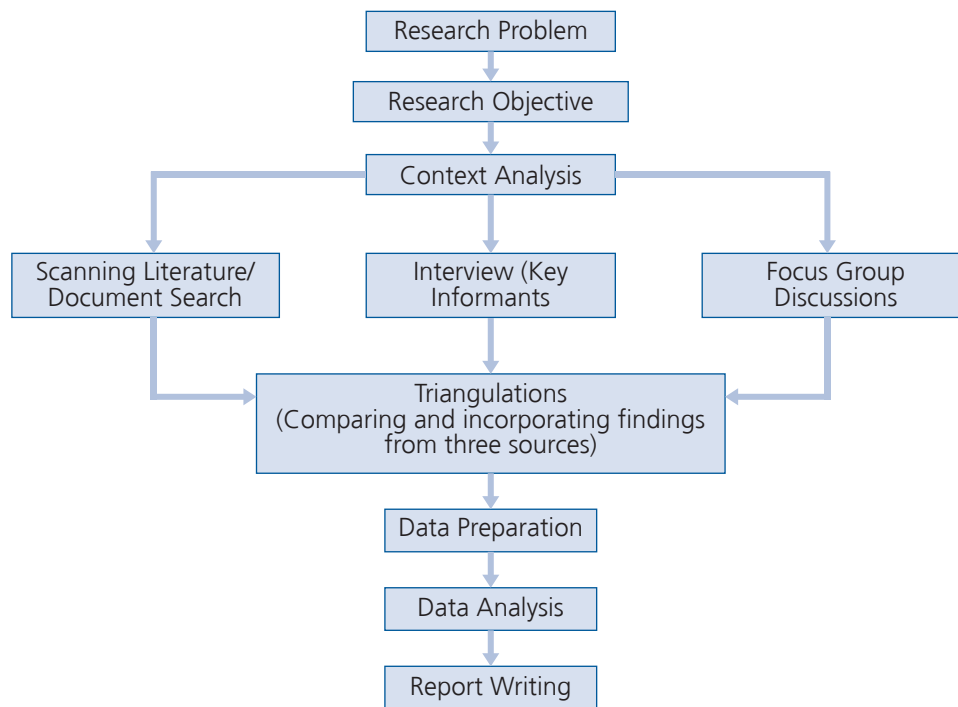 Research Problem
Research Objective
Context Analysis
Scanning Literature/
Document Search
Interview (Key
Informants
Focus Group
Discussions
Triangulations
(Comparing and incorporating findings
from three sources)
Data Preparation
Data Analysis
Report Writing